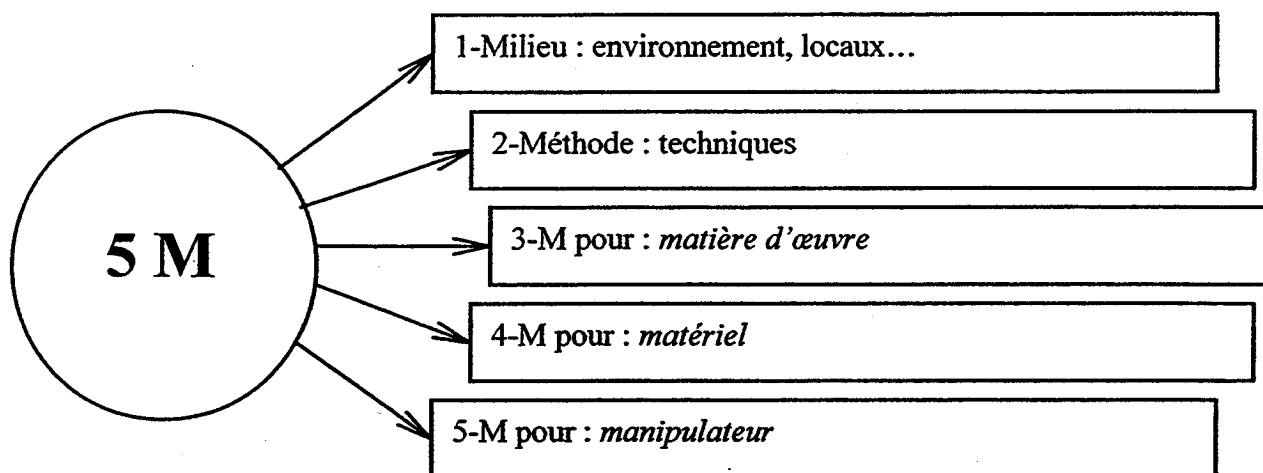 1-Milieu : environnement, locaux...
2-Méthode : techniques
5 M
3-M pour : matière d'œuvre
4-M pour : matériel
5-M pour : manipulateur